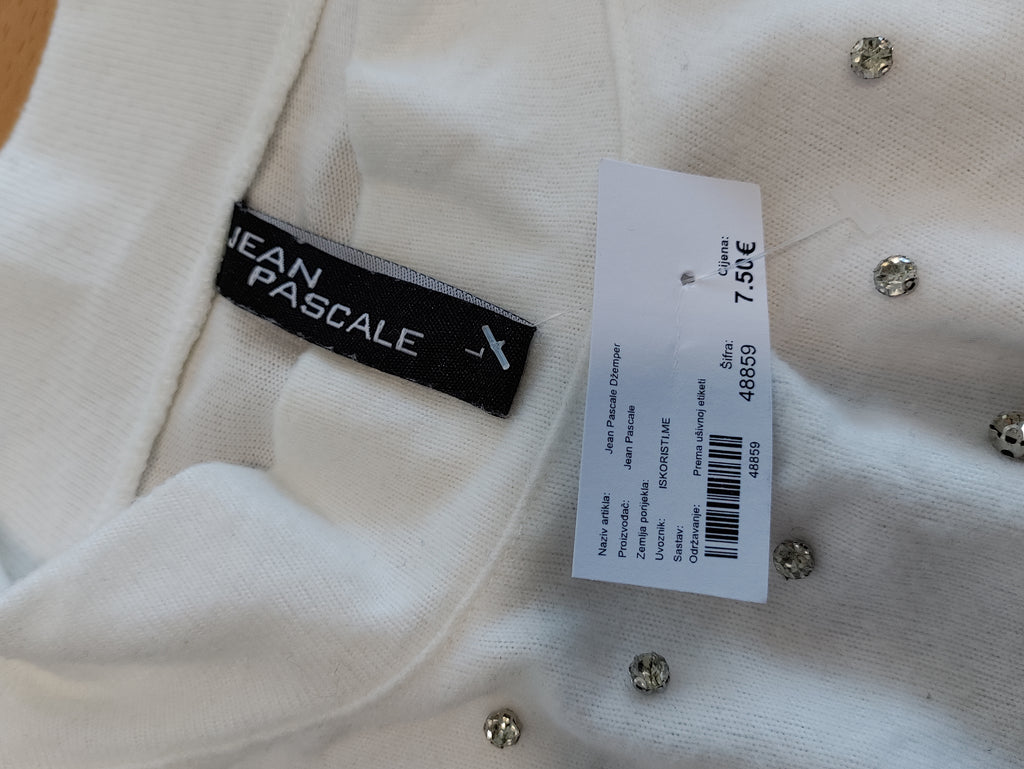 JEAN
PASCALE
L
Naziv artikla: Jean Pascale Džemper
Proizvođač: Jean Pascale
Zemlja porijekla:
Uvoznik: ISKORISTI.ME
Sastav:
Održavanje: Prema ušivnoj etiketi
48859
Šifra:
48859
Cijena:
7.50€